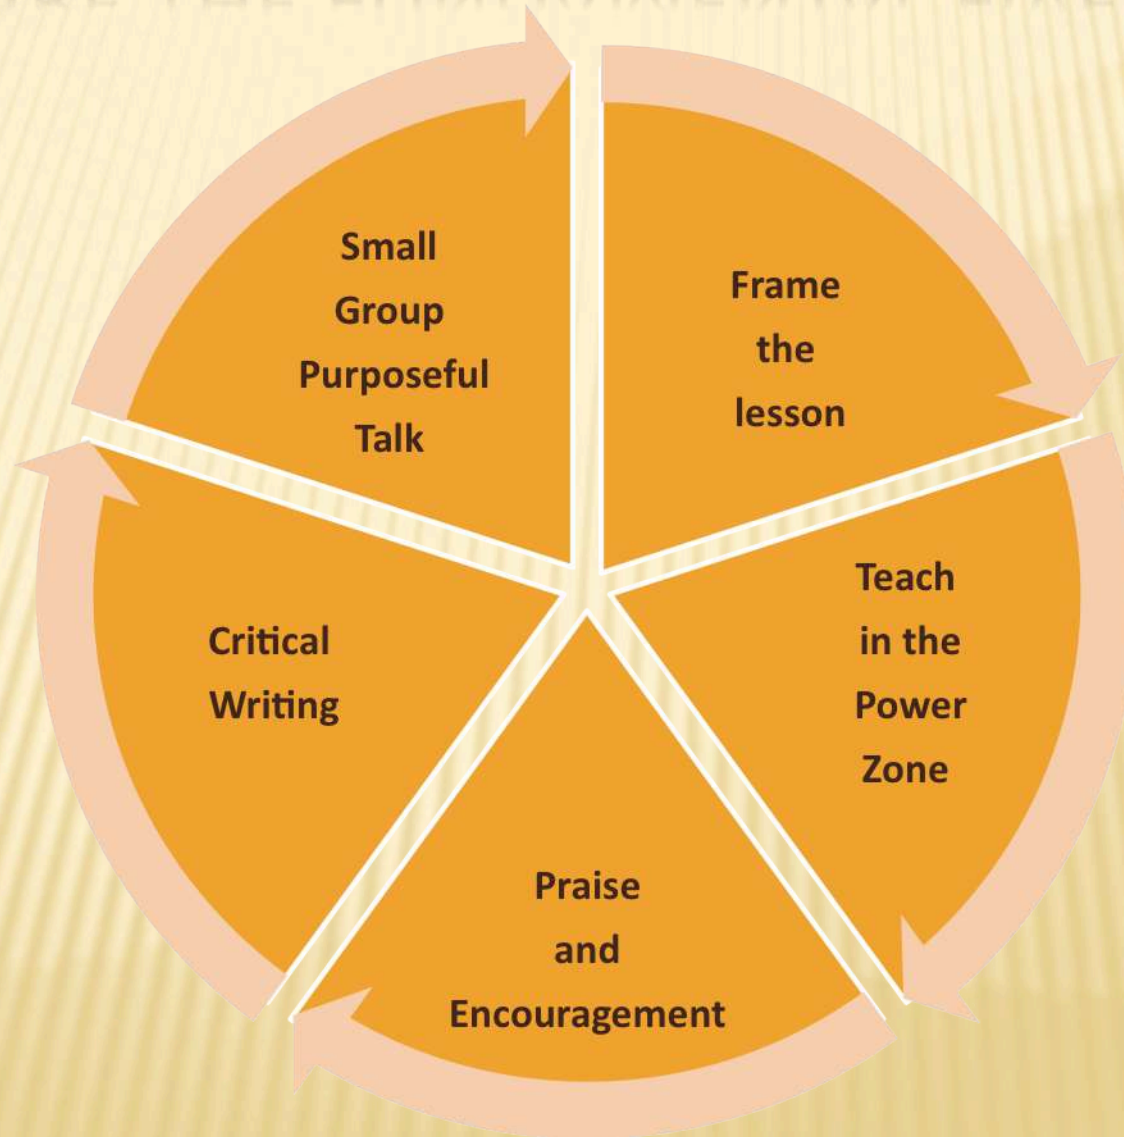 Frame
the
lesson
Teach
in the
Power
Zone
Praise
and
Encouragement
Critical
Writing
Small
Group
Purposeful
Talk